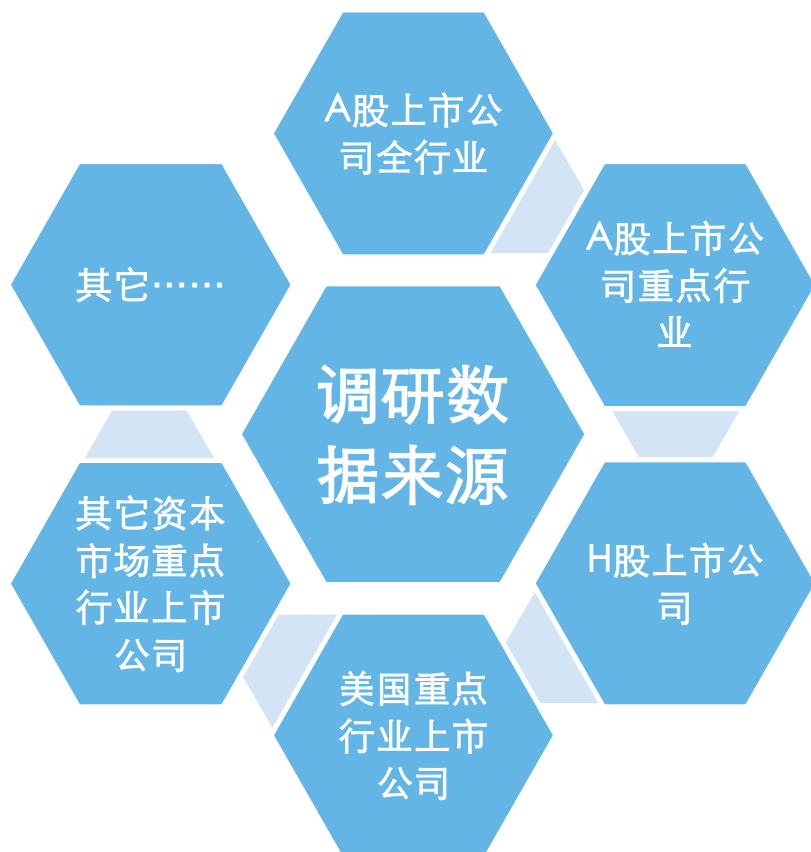 A股上市公
司全行业
A股上市公
司重点行
业
其它……
调研数
据来源
其它资本
市场重点
行业上市
公司
H股上市公
司
美国重点
行业上市
公司